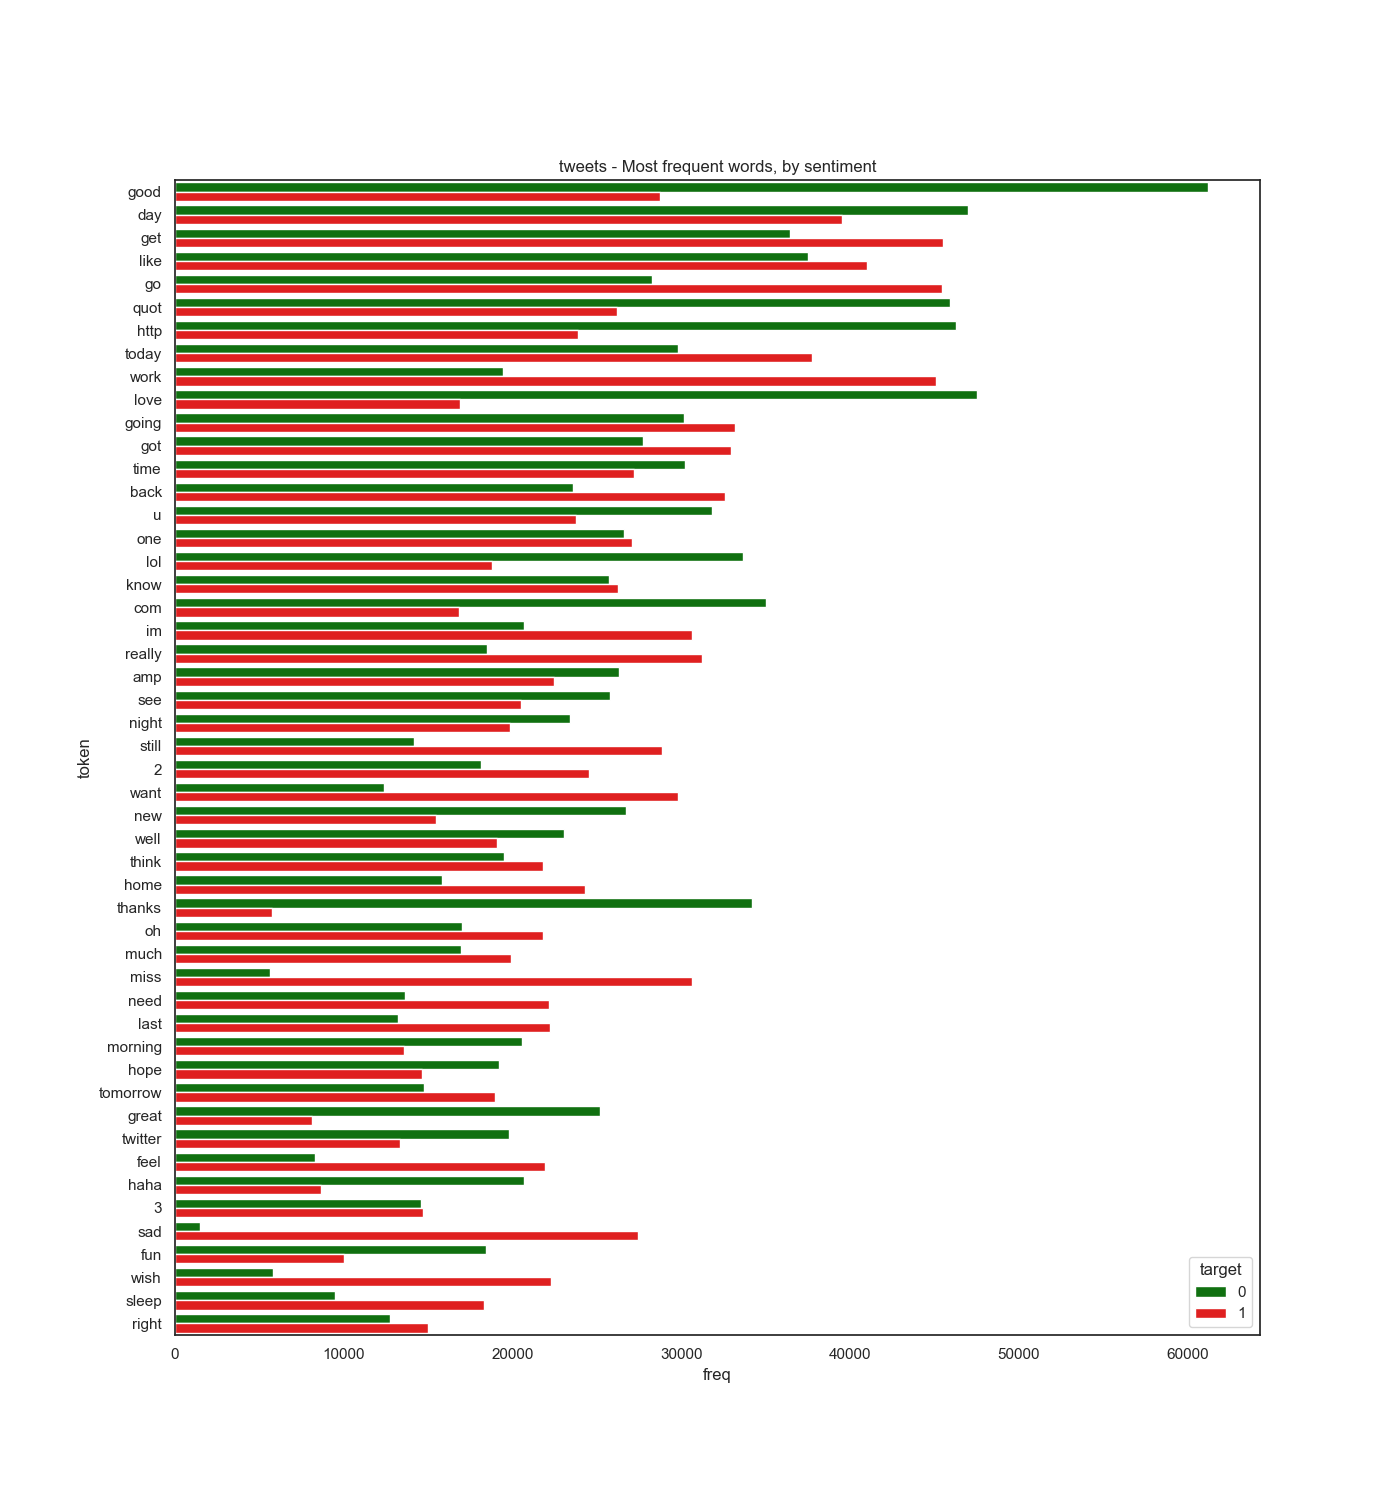 tweets - Most frequent words, by sentiment
good
day
get
like
go
quot
http
today
work
love
going
got
time
back
u
one
lol
know
com
im
really
amp
see
night
still
2
want
new
well
think
home
thanks
oh
much
miss
need
last
morning
hope
tomorrow
great
twitter
feel
haha
3
sad
fun
wish
sleep
right
token
target
0
1
0 10000 20000 30000 40000 50000 60000
freq